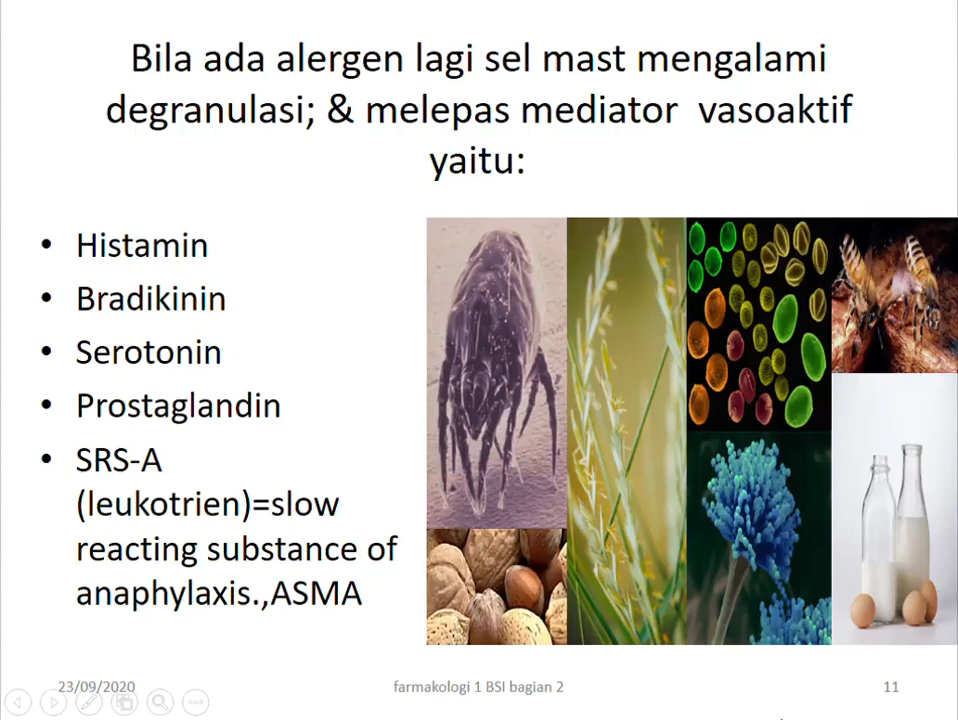 Bila ada alergen lagi sel mast mengalami
degranulasi; & melepas mediator vasoaktif
yaitu:
• Histamin
• Bradikinin
• Serotonin
• Prostaglandin
• SRS-A
(leukotrien)=slow
reacting substance of
anaphylaxis.,ASMA
23/09/2020
farmakologi 1 BSI bagian 2
11